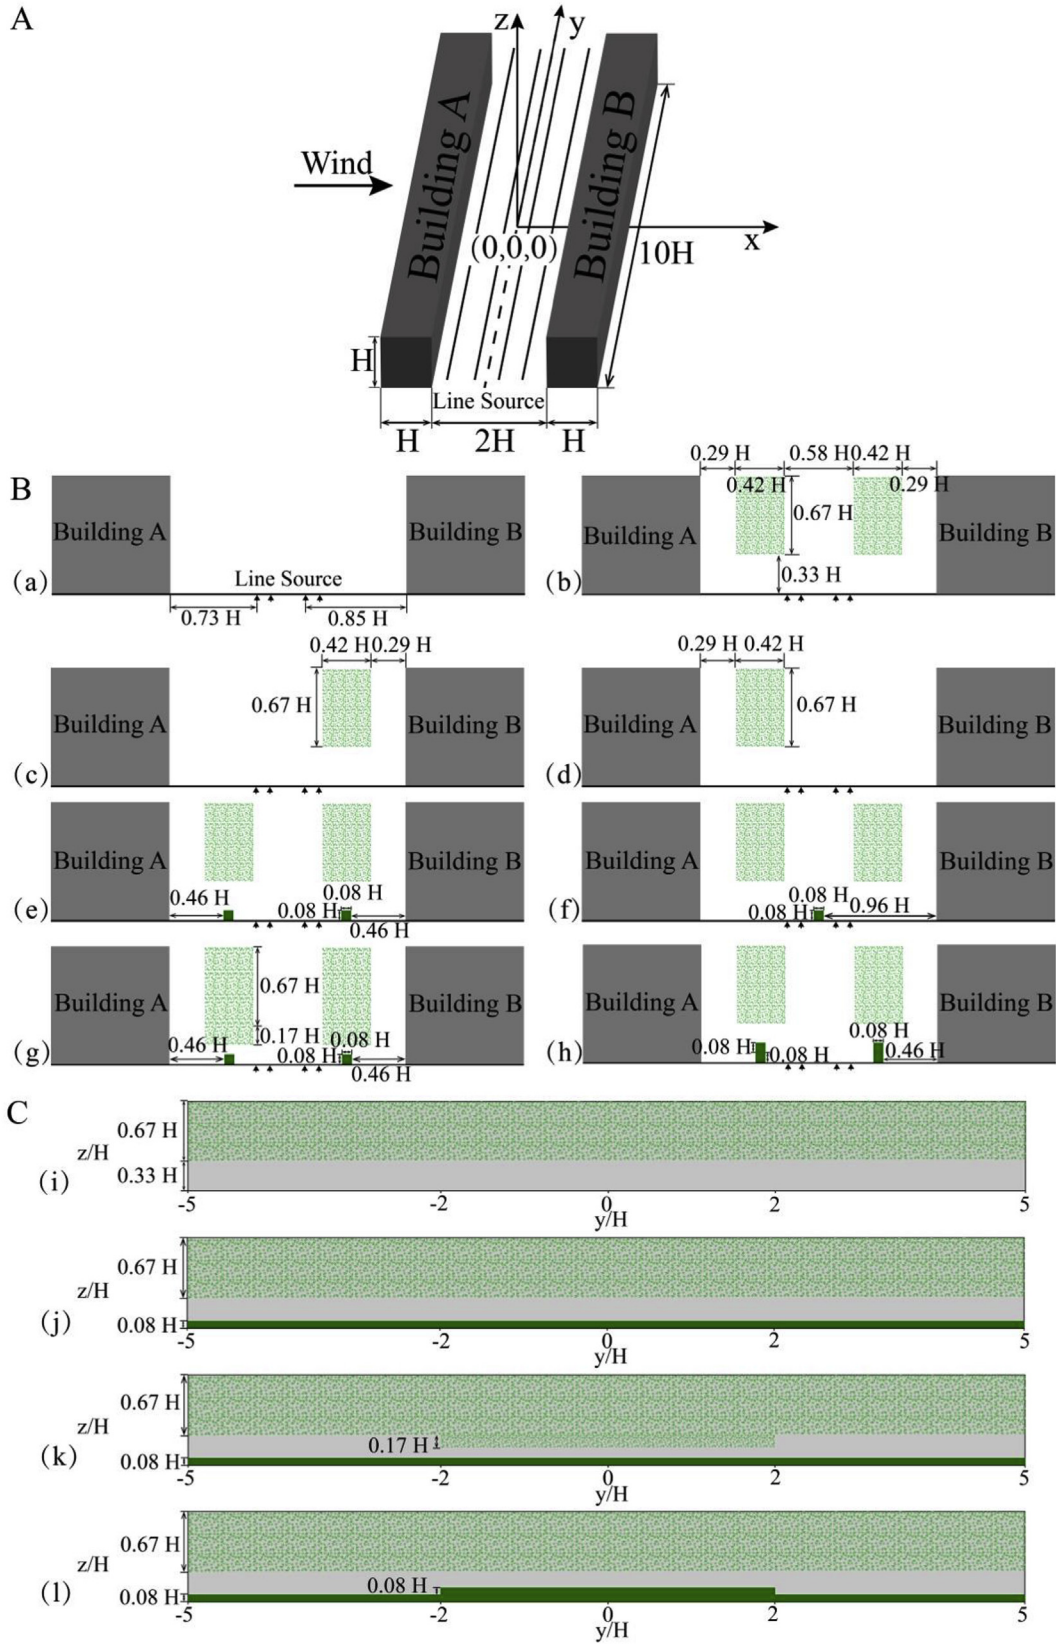 A
z
y
Wind
Building A
Building B
(0,0,0)
x
10H
H
Line Source
H
2H
H
B
Building A
Building B
Line Source
(a)
0.73 H
0.85 H
0.29 H
0.58 H
0.42 H
0.42 H
0.29 H
0.67 H
Building A
Building B
0.33 H
(b)
0.42 H
0.29 H
0.67 H
Building A
Building B
(c)
0.29 H
0.42 H
0.67 H
Building A
Building B
(d)
Building A
Building B
0.46 H
0.08 H
0.08 H
(e)
0.46 H
Building A
Building B
0.08 H
0.08 H
0.96 H
(f)
Building A
Building B
0.67 H
0.17 H
0.46 H
0.08 H
0.08 H
(g)
0.46 H
Building A
Building B
0.08 H
0.08 H
0.08 H
0.46 H
(h)
C
0.67 H
z/H
0.33 H
(i)
-5
-2
0
2
5
y/H
0.67 H
z/H
0.08 H
(j)
-5
-2
0
2
5
y/H
0.67 H
z/H
0.17 H
0.08 H
(k)
-5
-2
0
2
5
y/H
0.67 H
z/H
0.08 H
0.08 H
(l)
-5
-2
0
2
5
y/H